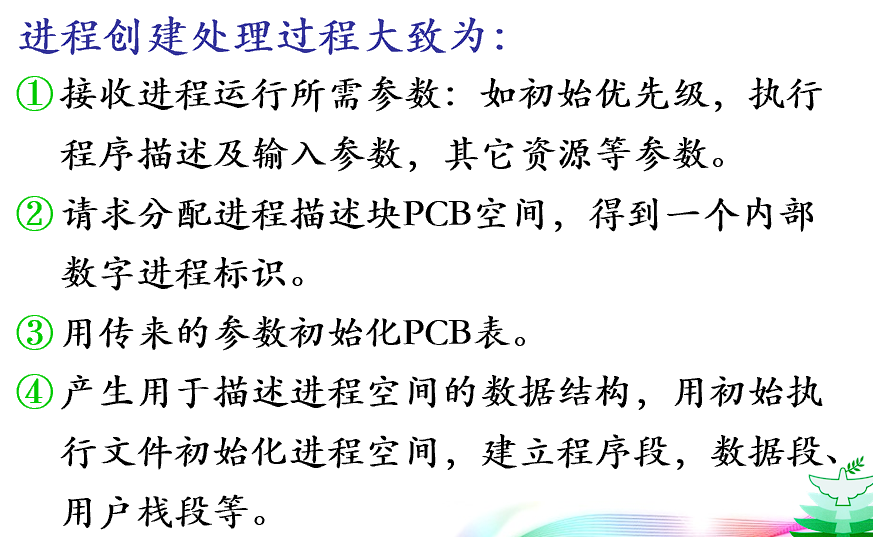 进程创建处理过程大致为：
①接收进程运行所需参数：如初始优先级，执行
程序描述及输入参数，其它资源等参数。
②请求分配进程描述块PCB空间，得到一个内部
数字进程标识。
③用传来的参数初始化PCB表。
④产生用于描述进程空间的数据结构，用初始执
行文件初始化进程空间，建立程序段，数据段、
用户栈段等。